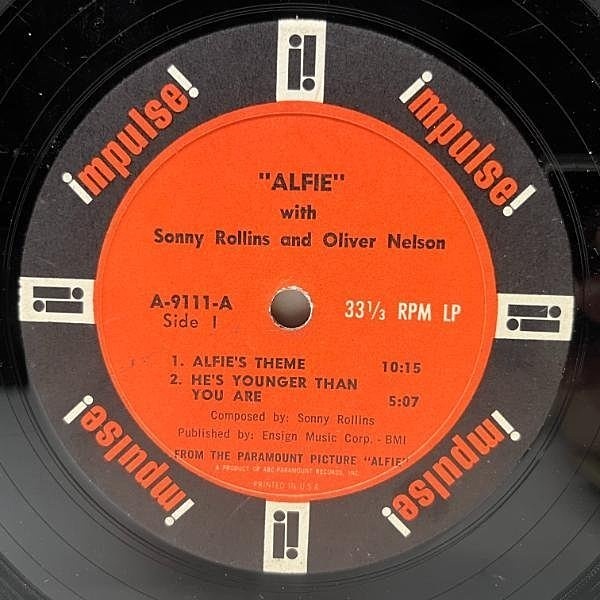 impulse!
impulse!
"ALFIE"
with
Sonny Rollins and Oliver Nelson
A-9111-A
33 1/3 RPM LP
Side 1
1. ALFIE'S THEME 10:15
2. HE'S YOUNGER THAN
YOU ARE 5:07
Composed by: Sonny Rollins
Published by: Ensign Music Corp. - BMI
FROM THE PARAMOUNT PICTURE "ALFIE"
A PRODUCT OF ABC-PARAMOUNT RECORDS, INC.
PRINTED IN U.S.A.
impulse!
impulse!